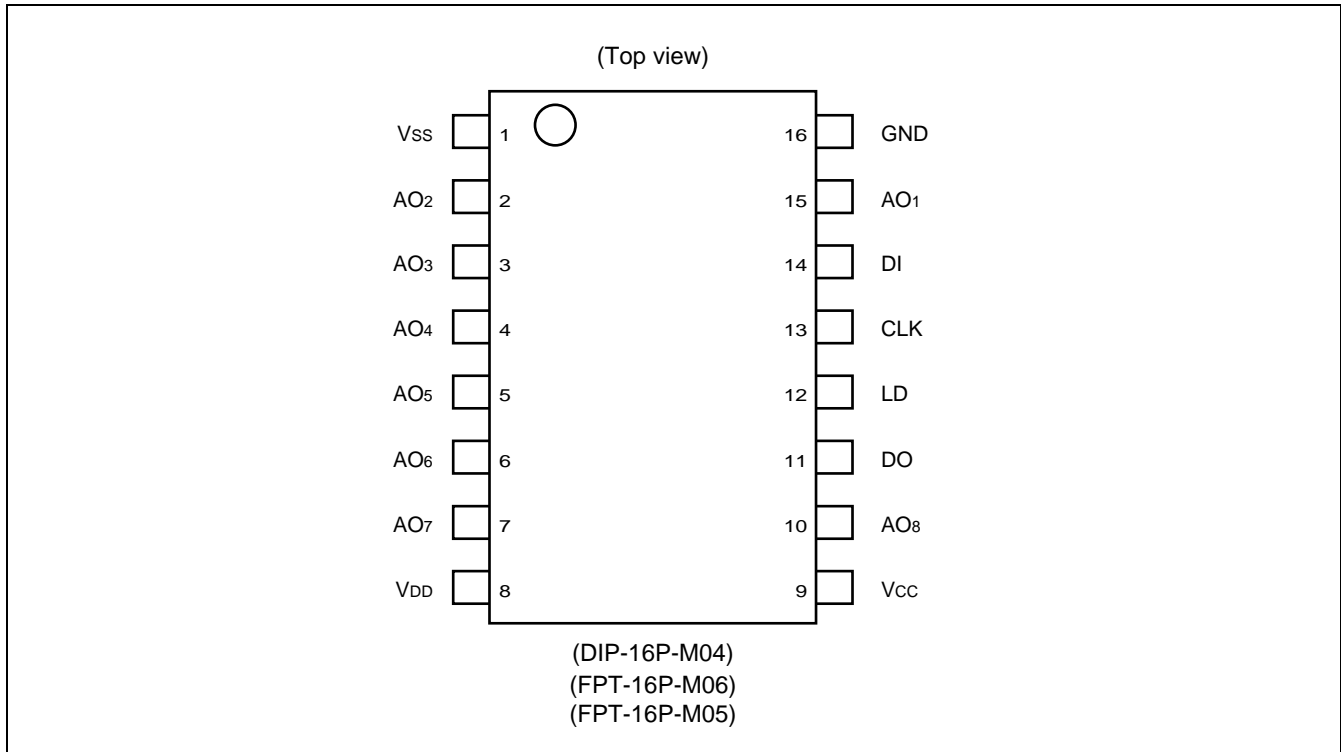 (Top view)
VSS 1 16 GND
AO2 2 15 AO1
AO3 3 14 DI
AO4 4 13 CLK
AO5 5 12 LD
AO6 6 11 DO
AO7 7 10 AO8
VDD 8 9 VCC
(DIP-16P-M04)
(FPT-16P-M06)
(FPT-16P-M05)